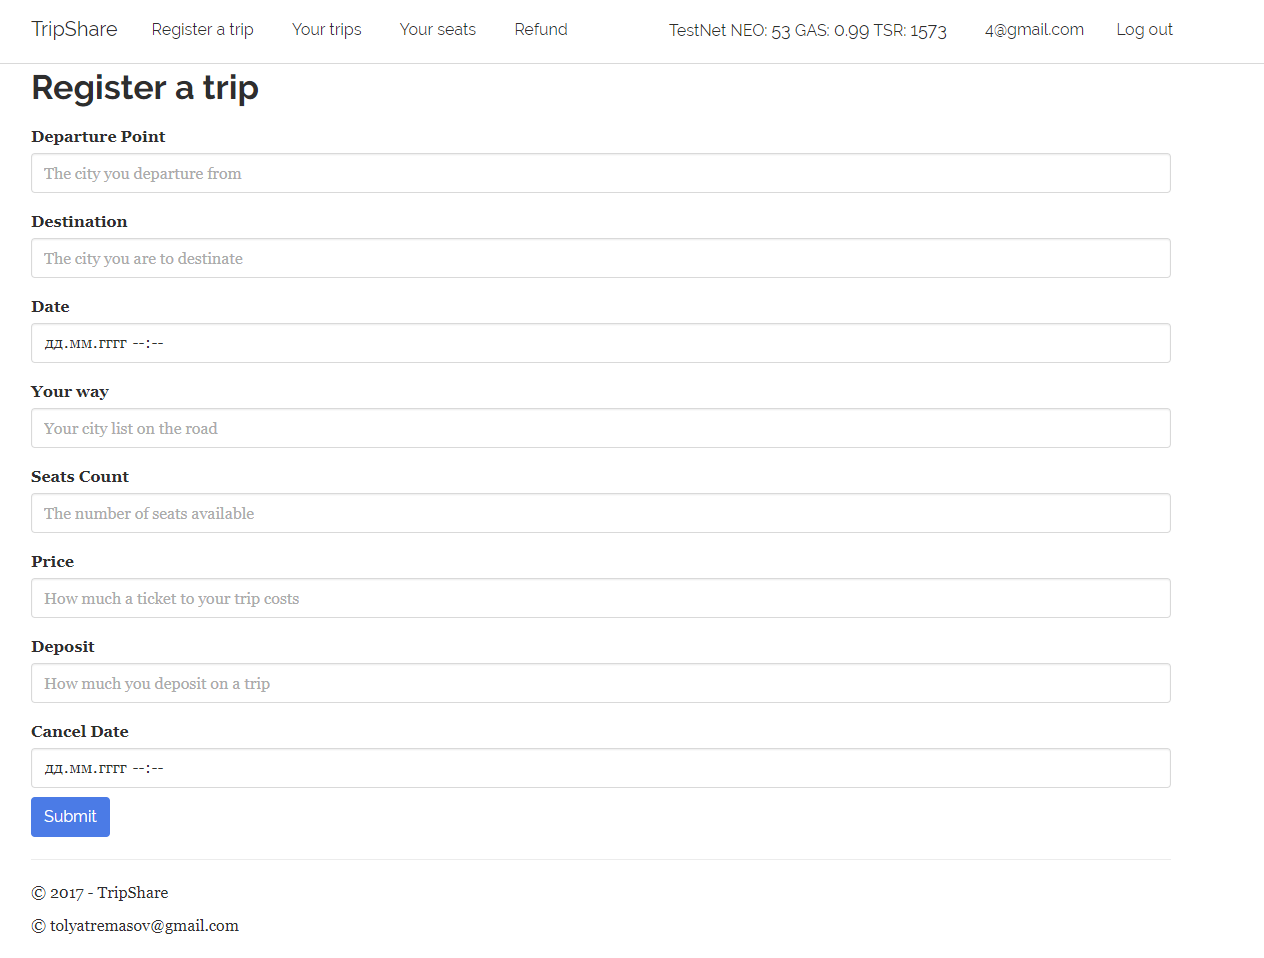 TripShare Register a trip Your trips Your seats Refund TestNet NEO: 53 GAS: 0.99 TSR: 1573 4@gmail.com Log out
Register a trip
Departure Point
The city you departure from
Destination
The city you are to destinate
Date
дд.мм.гггг --:--
Your way
Your city list on the road
Seats Count
The number of seats available
Price
How much a ticket to your trip costs
Deposit
How much you deposit on a trip
Cancel Date
дд.мм.гггг --:--
Submit
© 2017 - TripShare
© tolyatremasov@gmail.com